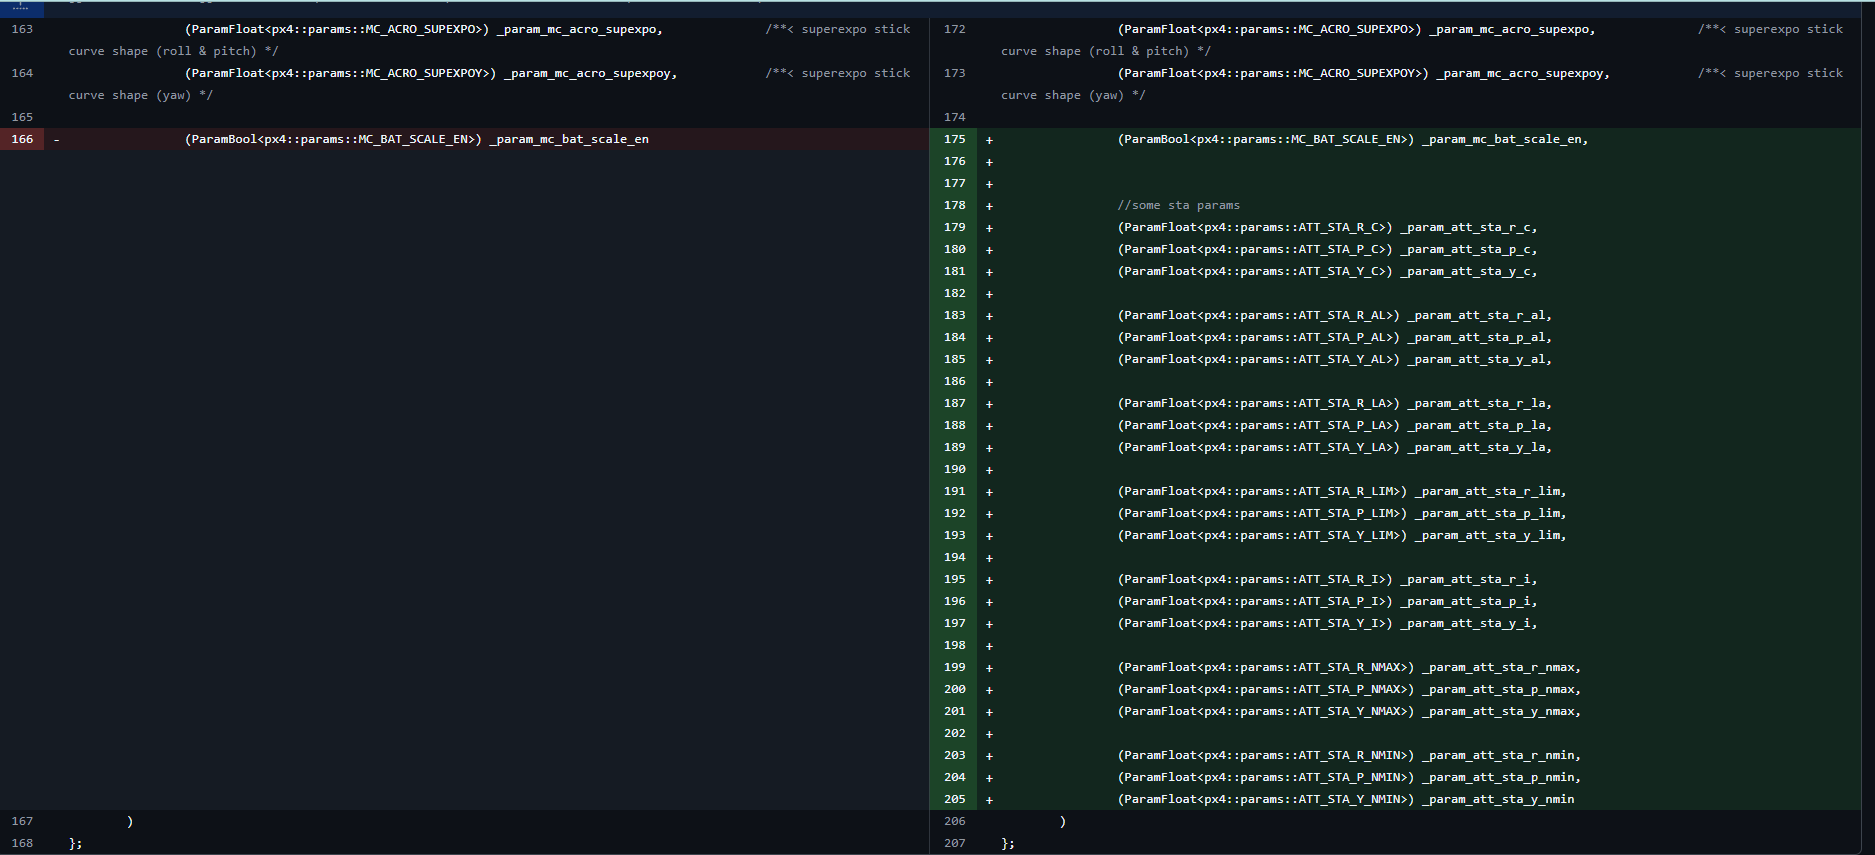 163 (ParamFloat<px4::params::MC_ACRO_SUPEXPO>) _param_mc_acro_supexpo, /**< superexpo stick
curve shape (roll & pitch) */
164 (ParamFloat<px4::params::MC_ACRO_SUPEXPOY>) _param_mc_acro_supexpoy, /**< superexpo stick
curve shape (yaw) */
165
166 - (ParamBool<px4::params::MC_BAT_SCALE_EN>) _param_mc_bat_scale_en
167 )
168 };
172 (ParamFloat<px4::params::MC_ACRO_SUPEXPO>) _param_mc_acro_supexpo, /**< superexpo stick
curve shape (roll & pitch) */
173 (ParamFloat<px4::params::MC_ACRO_SUPEXPOY>) _param_mc_acro_supexpoy, /**< superexpo stick
curve shape (yaw) */
174
175 + (ParamBool<px4::params::MC_BAT_SCALE_EN>) _param_mc_bat_scale_en,
176 +
177 +
178 + //some sta params
179 + (ParamFloat<px4::params::ATT_STA_R_C>) _param_att_sta_r_c,
180 + (ParamFloat<px4::params::ATT_STA_P_C>) _param_att_sta_p_c,
181 + (ParamFloat<px4::params::ATT_STA_Y_C>) _param_att_sta_y_c,
182 +
183 + (ParamFloat<px4::params::ATT_STA_R_AL>) _param_att_sta_r_al,
184 + (ParamFloat<px4::params::ATT_STA_P_AL>) _param_att_sta_p_al,
185 + (ParamFloat<px4::params::ATT_STA_Y_AL>) _param_att_sta_y_al,
186 +
187 + (ParamFloat<px4::params::ATT_STA_R_LA>) _param_att_sta_r_la,
188 + (ParamFloat<px4::params::ATT_STA_P_LA>) _param_att_sta_p_la,
189 + (ParamFloat<px4::params::ATT_STA_Y_LA>) _param_att_sta_y_la,
190 +
191 + (ParamFloat<px4::params::ATT_STA_R_LIM>) _param_att_sta_r_lim,
192 + (ParamFloat<px4::params::ATT_STA_P_LIM>) _param_att_sta_p_lim,
193 + (ParamFloat<px4::params::ATT_STA_Y_LIM>) _param_att_sta_y_lim,
194 +
195 + (ParamFloat<px4::params::ATT_STA_R_I>) _param_att_sta_r_i,
196 + (ParamFloat<px4::params::ATT_STA_P_I>) _param_att_sta_p_i,
197 + (ParamFloat<px4::params::ATT_STA_Y_I>) _param_att_sta_y_i,
198 +
199 + (ParamFloat<px4::params::ATT_STA_R_NMAX>) _param_att_sta_r_nmax,
200 + (ParamFloat<px4::params::ATT_STA_P_NMAX>) _param_att_sta_p_nmax,
201 + (ParamFloat<px4::params::ATT_STA_Y_NMAX>) _param_att_sta_y_nmax,
202 +
203 + (ParamFloat<px4::params::ATT_STA_R_NMIN>) _param_att_sta_r_nmin,
204 + (ParamFloat<px4::params::ATT_STA_P_NMIN>) _param_att_sta_p_nmin,
205 + (ParamFloat<px4::params::ATT_STA_Y_NMIN>) _param_att_sta_y_nmin
206 )
207 };